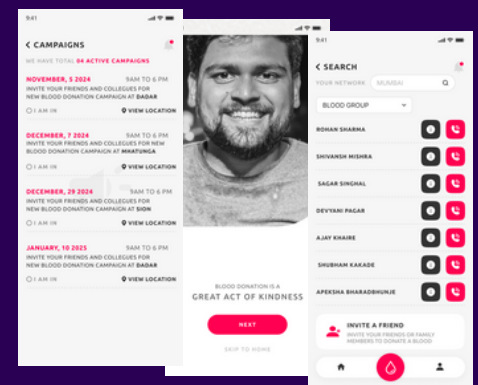 9:41
< CAMPAIGNS
WE HAVE TOTAL 04 ACTIVE CAMPAIGNS
NOVEMBER, 5 2024 9AM TO 6 PM
INVITE YOUR FRIENDS AND COLLEGUES FOR
NEW BLOOD DONATION CAMPAIGN AT DADAR
I AM IN VIEW LOCATION
DECEMBER, 7 2024 9AM TO 6 PM
INVITE YOUR FRIENDS AND COLLEGUES FOR NEW
BLOOD DONATION CAMPAIGN AT MHATUNGA
I AM IN VIEW LOCATION
DECEMBER, 29 2024 9AM TO 6 PM
INVITE YOUR FRIENDS AND COLLEGUES FOR
NEW BLOOD DONATION CAMPAIGN AT SION
I AM IN VIEW LOCATION
JANUARY, 10 2025 9AM TO 6 PM
INVITE YOUR FRIENDS AND COLLEGUES FOR
NEW BLOOD DONATION CAMPAIGN AT DADAR
I AM IN VIEW LOCATION
BLOOD DONATION IS A
GREAT ACT OF KINDNESS
NEXT
SKIP TO HOME
9:41
< SEARCH
YOUR NETWORK MUMBAI
BLOOD GROUP
ROHAN SHARMA
SHIVANSH MISHRA
SAGAR SINGHAL
DEVYANI PAGAR
AJAY KHAIRE
SHUBHAM KAKADE
APEKSHA BHARADBHUNJE
INVITE A FRIEND
INVITE YOUR FRIENDS OR FAMILY
MEMBERS TO DONATE A BLOOD